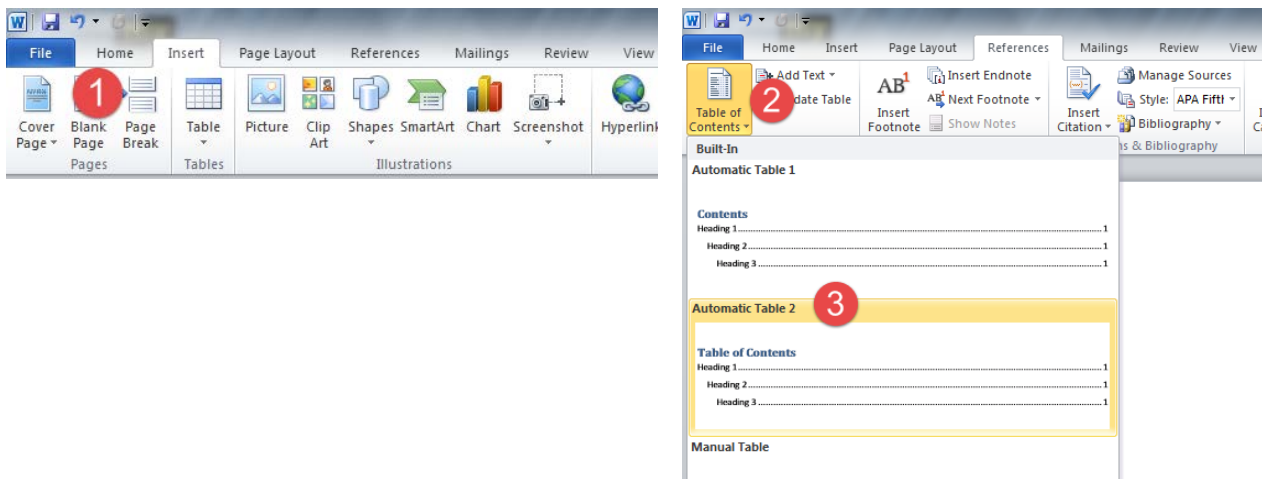 W
File Home Insert Page Layout References Mailings Review View
1
Cover Page Blank Page Page Break
Table
Picture Clip Art Shapes SmartArt Chart Screenshot
Hyperlink
Pages Tables Illustrations
W
File Home Insert Page Layout References Mailings Review View
Table of Contents
Add Text
2
Table
AB1
Insert Footnote
Insert Endnote
AB1 Next Footnote
Show Notes
Insert Citation
Manage Sources
Style: APA Fifth
Bibliography
& Bibliography
Built-In
Automatic Table 1
Contents
Heading 1 1
Heading 2 1
Heading 3 1
Automatic Table 2
3
Table of Contents
Heading 1 1
Heading 2 1
Heading 3 1
Manual Table